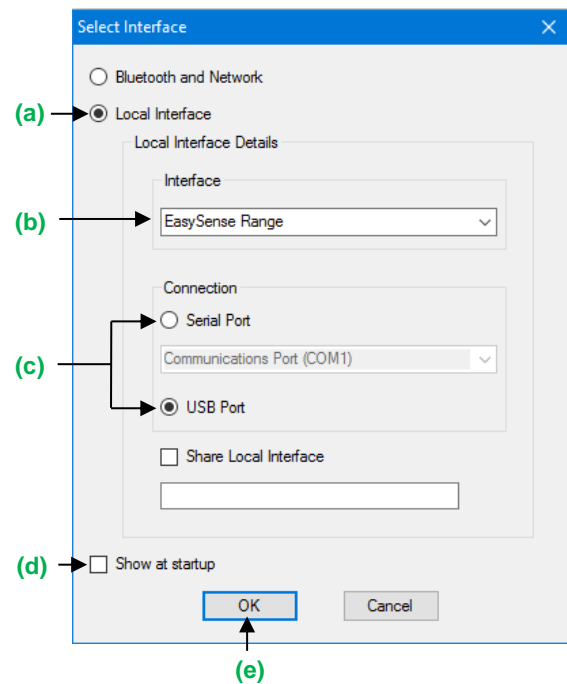 Select Interface
Bluetooth and Network
(a)
Local Interface
Local Interface Details
Interface
(b)
EasySense Range
Connection
Serial Port
(c)
Communications Port (COM1)
USB Port
Share Local Interface
(d)
Show at startup
OK
Cancel
(e)